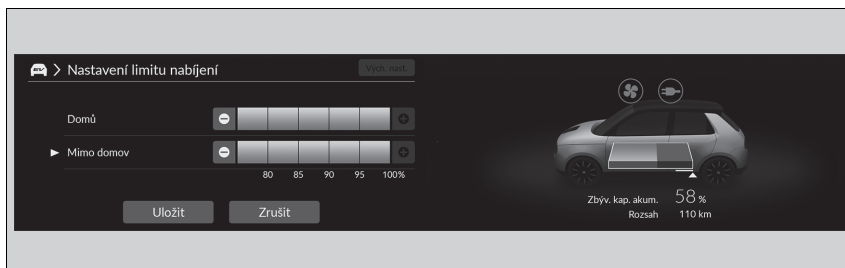 Nastavení limitu nabíjení
Vých. nast.
Domů
Mimo domov
80 85 90 95 100%
Uložit Zrušit
Zbýv. kap. akum. 58 %
Rozsah 110 km